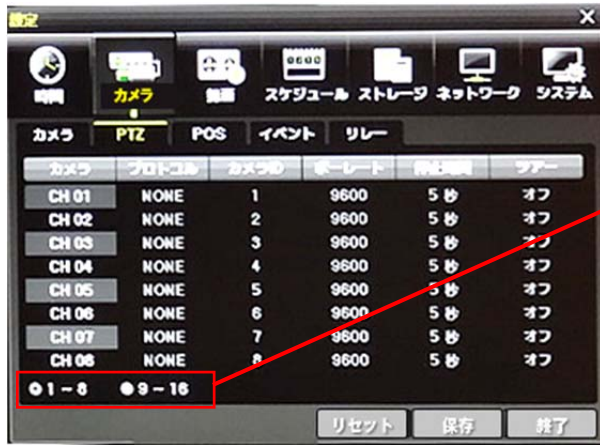 設定
時間 カメラ 録画 スケジュール ストレージ ネットワーク システム
カメラ PTZ POS イベント リレー
カメラ プロトコル カメラID ボーレート 停止時間 ツアー
CH 01 NONE 1 9600 5 秒 オフ
CH 02 NONE 2 9600 5 秒 オフ
CH 03 NONE 3 9600 5 秒 オフ
CH 04 NONE 4 9600 5 秒 オフ
CH 05 NONE 5 9600 5 秒 オフ
CH 06 NONE 6 9600 5 秒 オフ
CH 07 NONE 7 9600 5 秒 オフ
CH 08 NONE 8 9600 5 秒 オフ
1 ~ 8 9 ~ 16
リセット 保存 終了